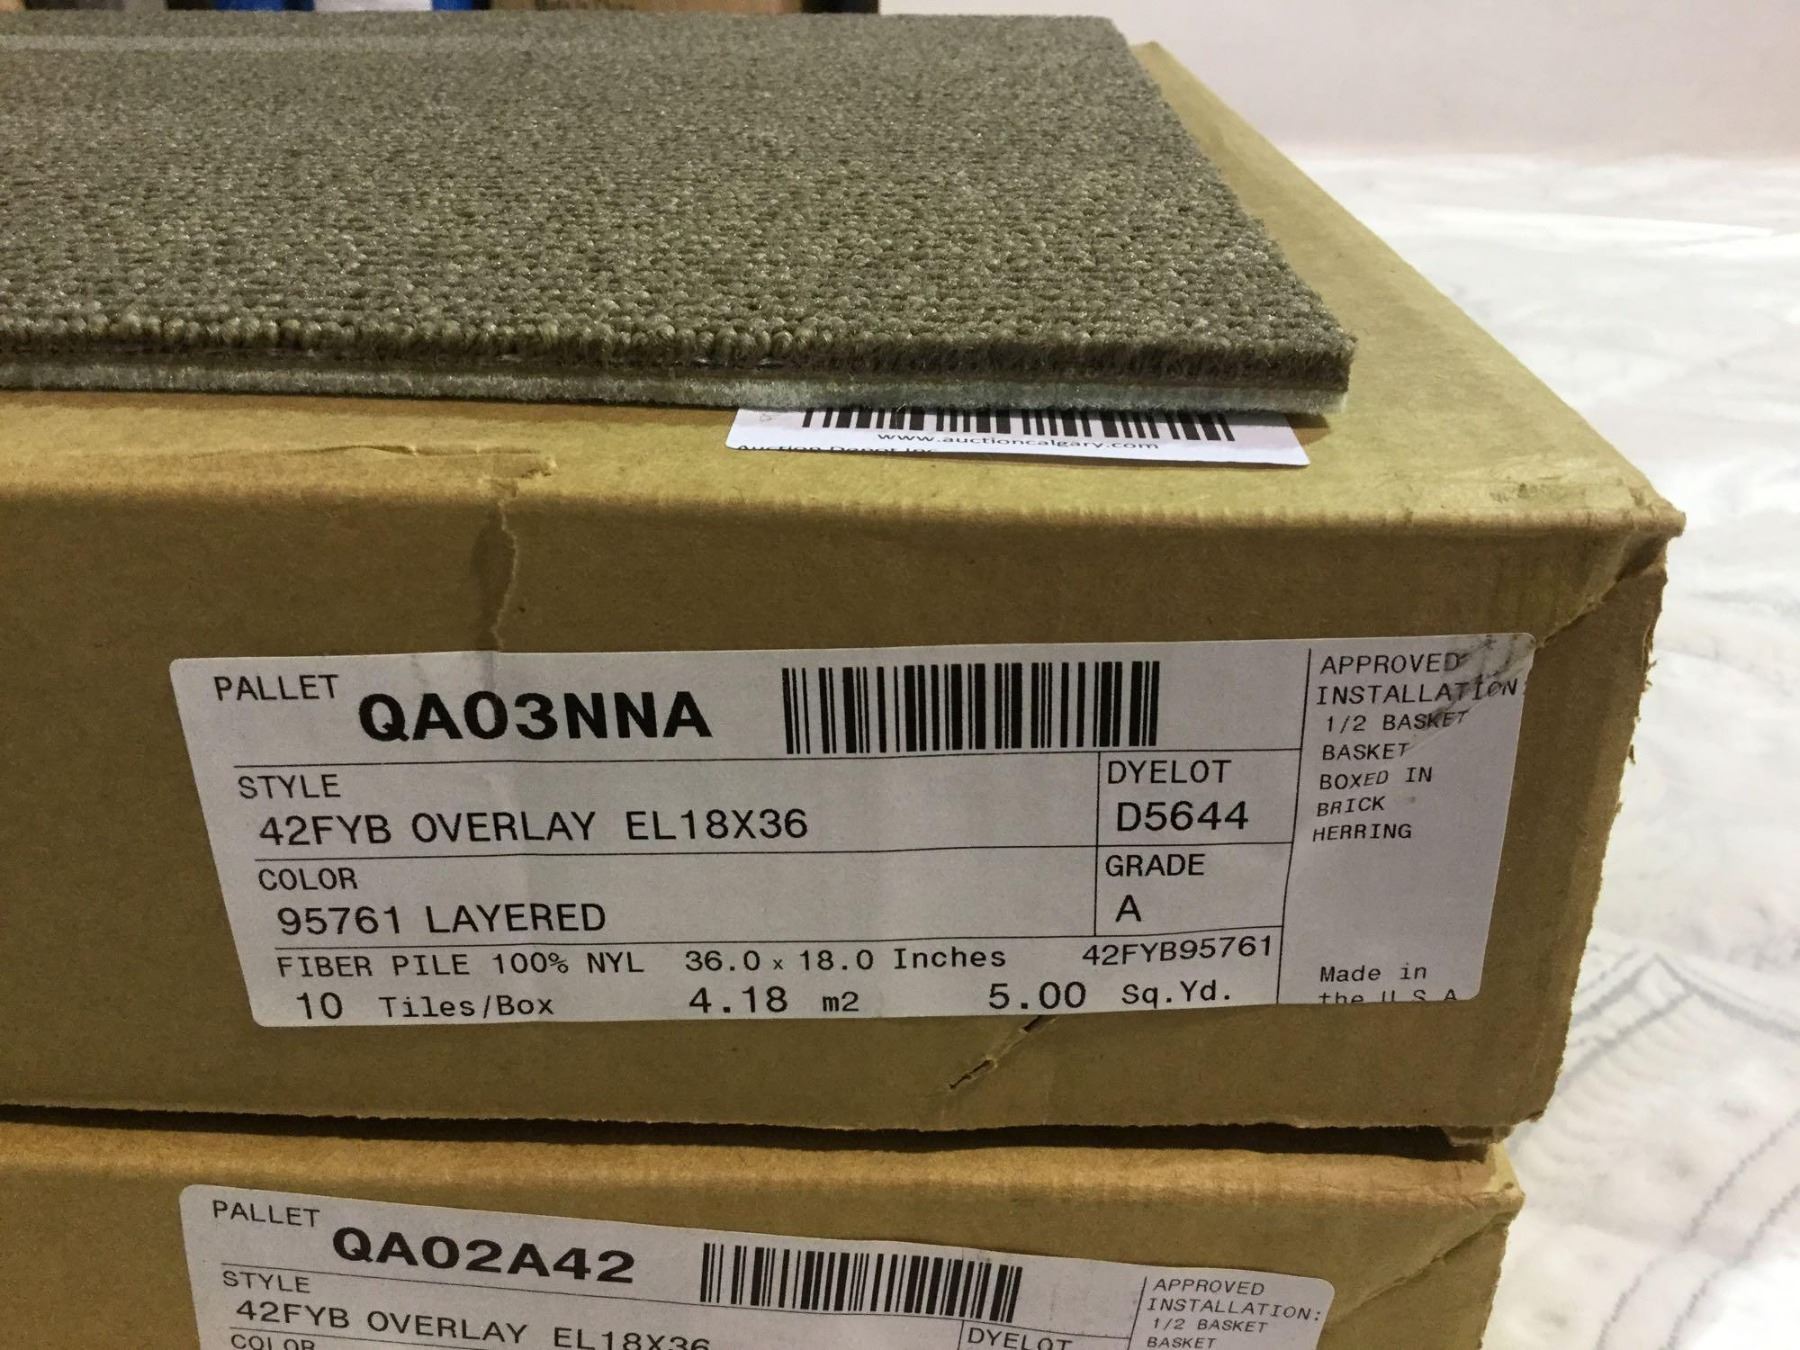 www.auctioncalgary.com
PALLET QA03NNA
STYLE
42FYB OVERLAY EL18X36
DYELOT
D5644
COLOR
95761 LAYERED
GRADE
A
FIBER PILE 100% NYL 36.0 x 18.0 Inches 42FYB95761
10 Tiles/Box 4.18 m2 5.00 Sq.Yd.
APPROVED
INSTALLATION
1/2 BASKET
BASKET
BOXED IN
BRICK
HERRING
Made in
the U S A
PALLET QA02A42
STYLE
42FYB OVERLAY EL18X36
COLOR
DYELOT
APPROVED
INSTALLATION:
1/2 BASKET
BASKET